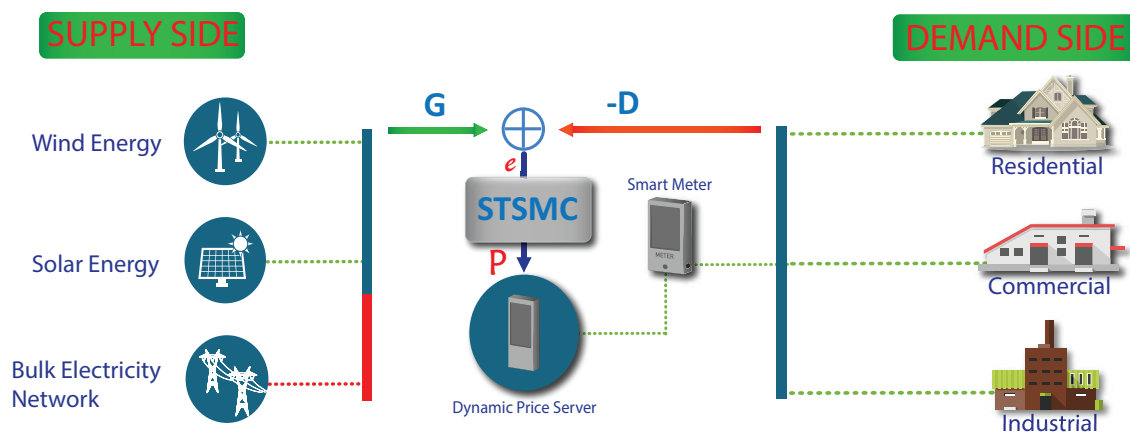 SUPPLY SIDE
DEMAND SIDE
G
-D
Wind Energy
e
Residential
Smart Meter
STSMC
METER
Solar Energy
P
Commercial
Bulk Electricity
Network
Dynamic Price Server
Industrial